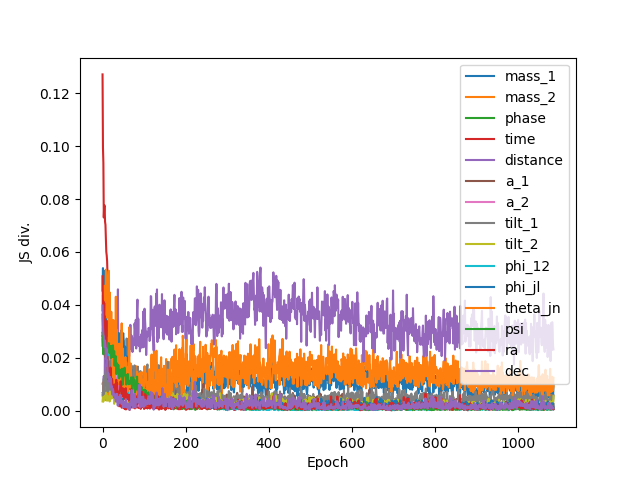 0.12
0.10
0.08
0.06
0.04
0.02
0.00
JS div.
0
200
400
600
800
1000
Epoch
mass_1
mass_2
phase
time
distance
a_1
a_2
tilt_1
tilt_2
phi_12
phi_jl
theta_jn
psi
ra
dec